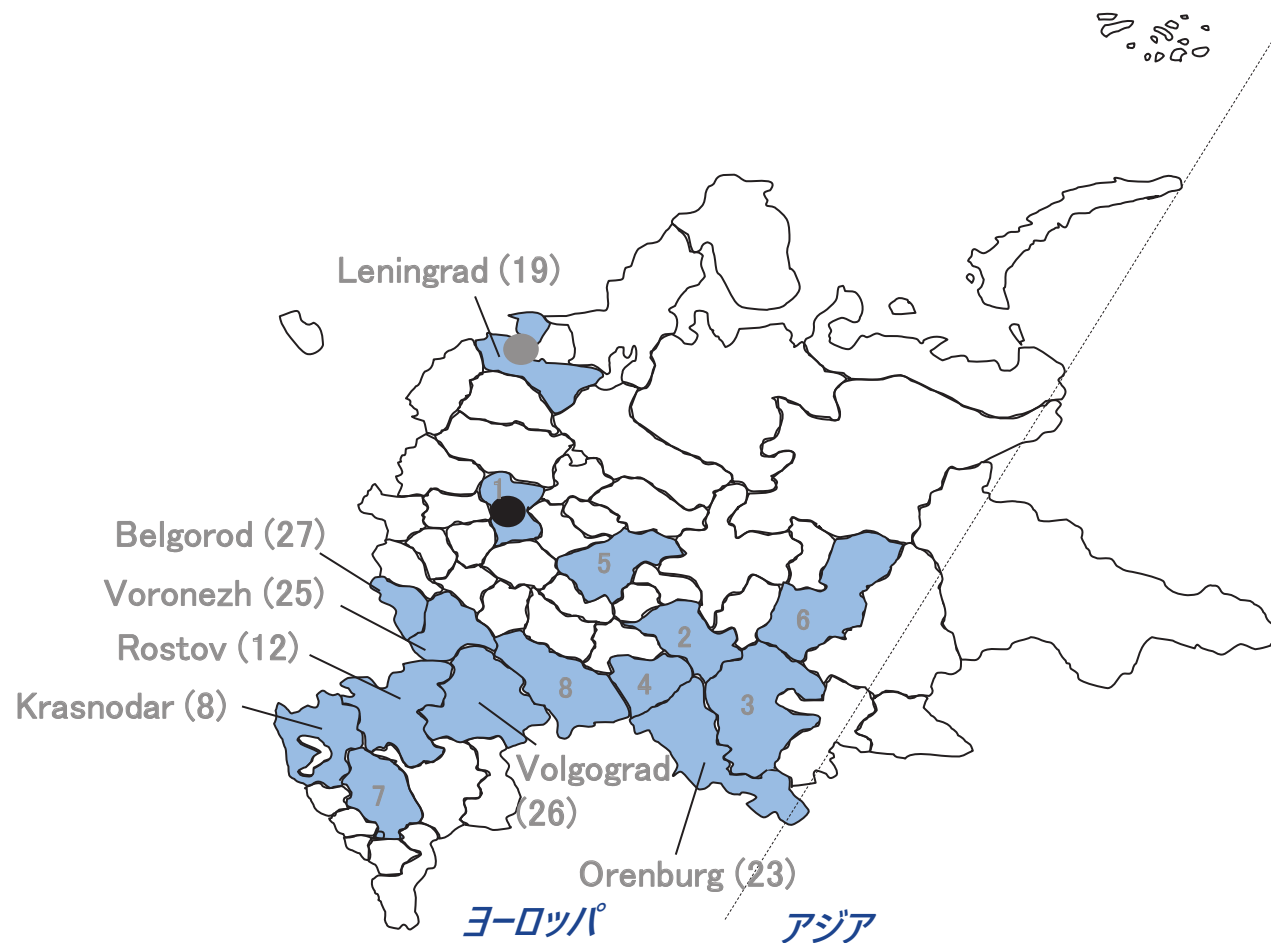 Leningrad (19)
1
Belgorod (27)
5
Voronezh (25)
6
Rostov (12)
2
8
4
3
Krasnodar (8)
Volgograd
(26)
7
Orenburg (23)
ヨーロッパ
アジア